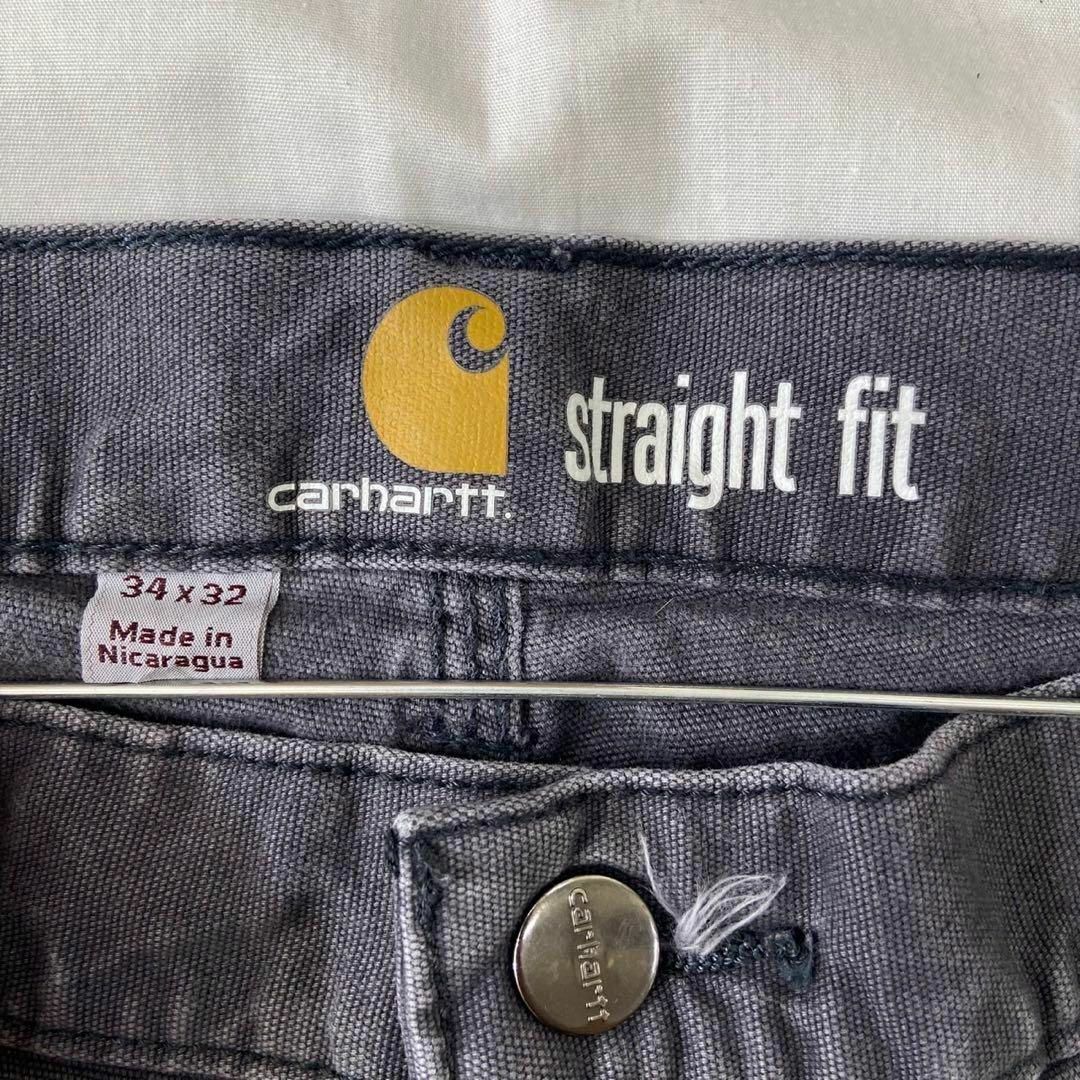 carhartt.
straight fit
34 x 32
Made in
Nicaragua
carhartt